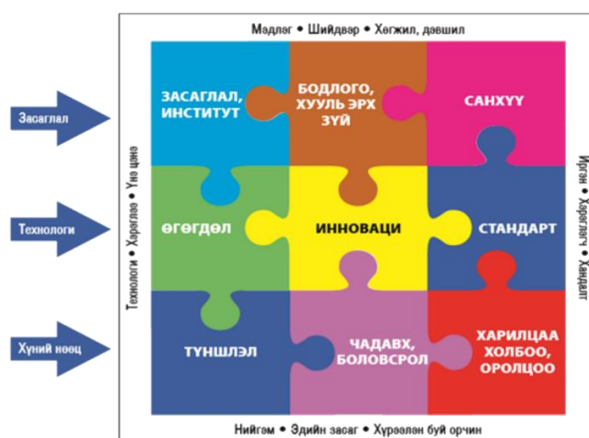 Мэдлэг • Шийдвэр • Хөгжил, дэвшил
Засаглал
Технологи
Хүний нөөц
Технологи • Хэрэглээ • Үнэ цэнэ
ЗАСАГЛАЛ,
ИНСТИТУТ
БОДЛОГО,
ХУУЛЬ ЭРХ
ЗҮЙ
САНХҮҮ
ӨГӨГДӨЛ
ИННОВАЦИ
СТАНДАРТ
ТҮНШЛЭЛ
ЧАДАВХ,
БОЛОВСРОЛ
ХАРИЛЦАА
ХОЛБОО,
ОРОЛЦОО
Иргэн • Хэрэглэгч • Хандалт
Нийгэм • Эдийн засаг • Хүрээлэн буй орчин